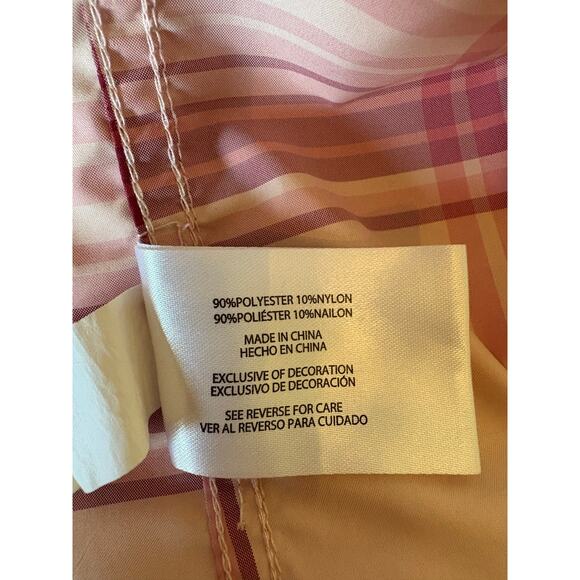 90%POLYESTER 10%NYLON
90%POLIÉSTER 10%NAILON
MADE IN CHINA
HECHO EN CHINA
EXCLUSIVE OF DECORATION
EXCLUSIVO DE DECORACIÓN
SEE REVERSE FOR CARE
VER AL REVERSO PARA CUIDADO